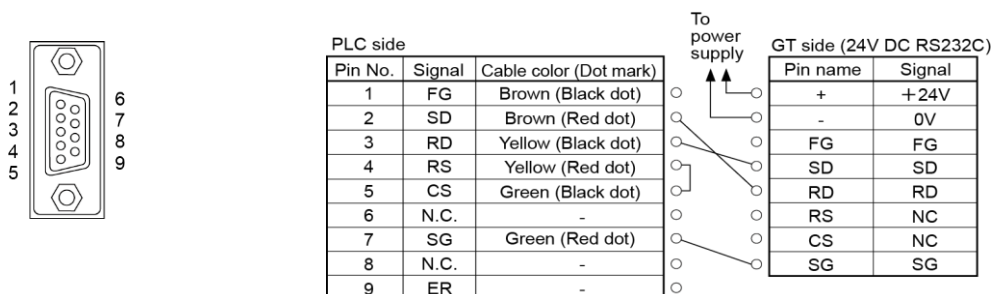 To
power
supply
PLC side
GT side (24V DC RS232C)
Pin No. Signal Cable color (Dot mark)
Pin name Signal
1 FG Brown (Black dot)
+ +24V
2 SD Brown (Red dot)
- 0V
3 RD Yellow (Black dot)
FG FG
4 RS Yellow (Red dot)
SD SD
5 CS Green (Black dot)
RD RD
6 N.C. -
RS NC
7 SG Green (Red dot)
CS NC
8 N.C. -
SG SG
9 ER -
1
2
3
4
5
6
7
8
9